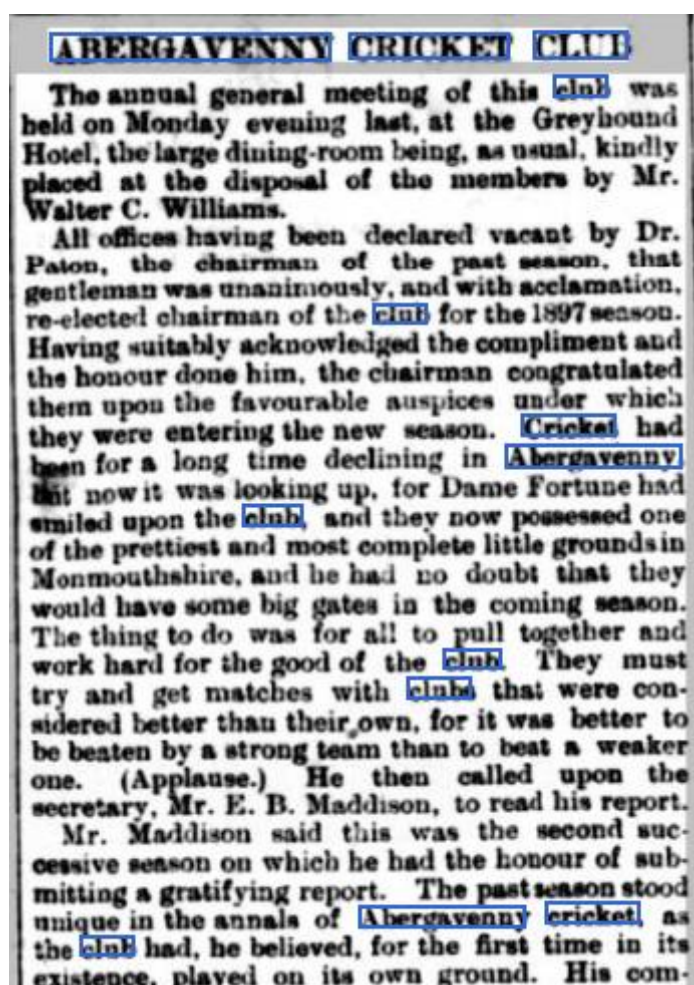 ABERGAVENNY CRICKET CLUB
The annual general meeting of this club was
held on Monday evening last, at the Greyhound
Hotel, the large dining-room being, as usual, kindly
placed at the disposal of the members by Mr.
Walter C. Williams.
All offices having been declared vacant by Dr.
Paton, the chairman of the past season, that
gentleman was unanimously, and with acclamation,
re-elected chairman of the club for the 1897 season.
Having suitably acknowledged the compliment and
the honour done him, the chairman congratulated
them upon the favourable auspices under which
they were entering the new season. Cricket had
been for a long time declining in Abergavenny,
but now it was looking up, for Dame Fortune had
smiled upon the club, and they now possessed one
of the prettiest and most complete little grounds in
Monmouthshire, and he had no doubt that they
would have some big gates in the coming season.
The thing to do was for all to pull together and
work hard for the good of the club. They must
try and get matches with clubs that were con-
sidered better than their own, for it was better to
be beaten by a strong team than to beat a weaker
one. (Applause.) He then called upon the
secretary, Mr. E. B. Maddison, to read his report.
Mr. Maddison said this was the second suc-
cessive season on which he had the honour of sub-
mitting a gratifying report. The past season stood
unique in the annals of Abergavenny cricket, as
the club had, he believed, for the first time in its
existence, played on its own ground. His com-